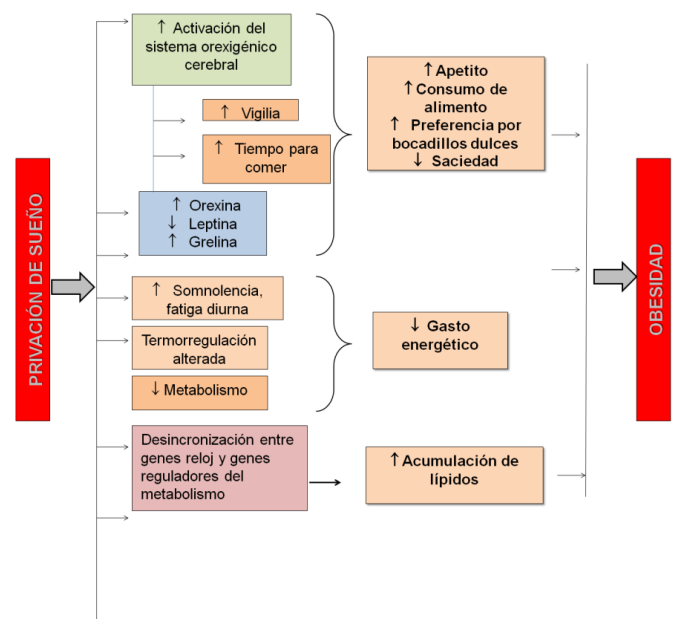 PRIVACIÓN DE SUEÑO
↑ Activación del
sistema orexigénico
cerebral
↑ Vigilia
↑ Tiempo para
comer
↑ Orexina
↓ Leptina
↑ Grelina
↑ Apetito
↑ Consumo de
alimento
↑ Preferencia por
bocadillos dulces
↓ Saciedad
↑ Somnolencia,
fatiga diurna
Termorregulación
alterada
↓ Metabolismo
↓ Gasto
energético
Desincronización entre
genes reloj y genes
reguladores del
metabolismo
↑ Acumulación de
lípidos
OBESIDAD